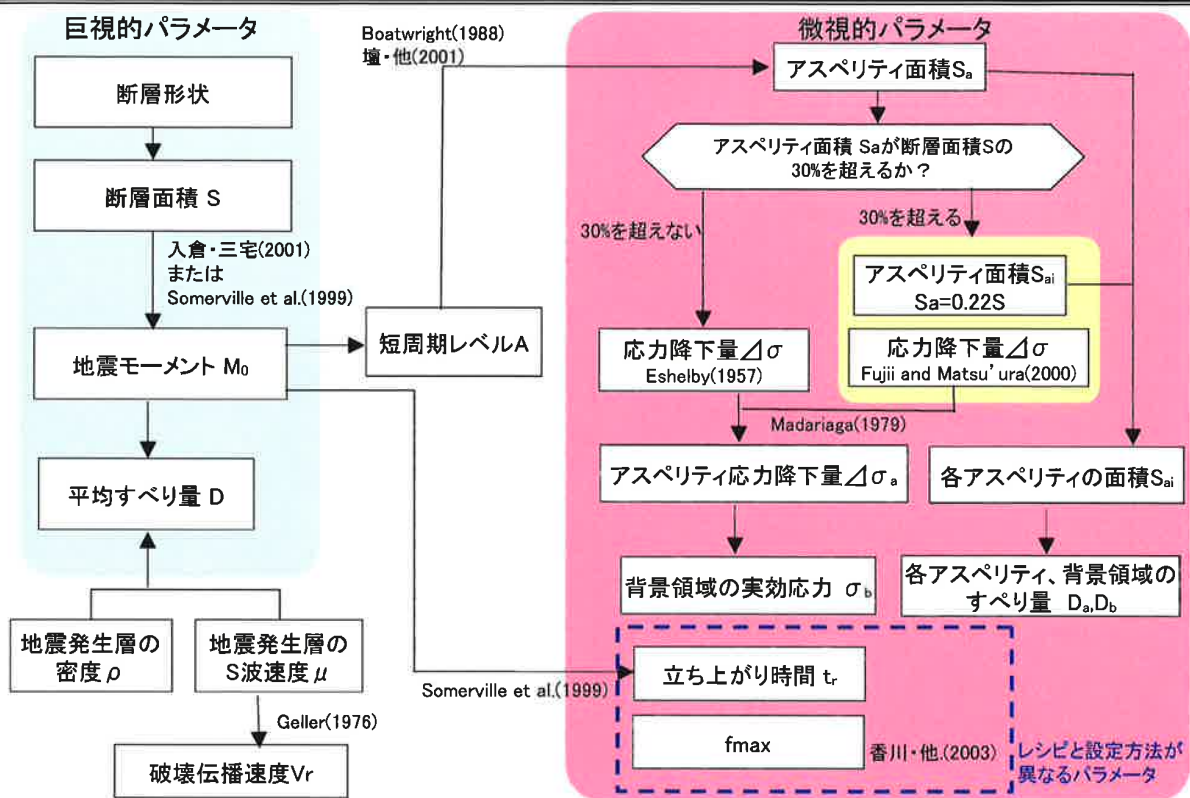 巨視的パラメータ
断層形状
断層面積 S
入倉・三宅(2001)
または
Somerville et al.(1999)
地震モーメント M₀
平均すべり量 D
地震発生層の
密度 ρ
地震発生層の
S波速度 μ
Geller(1976)
破壊伝播速度Vr
Boatwright(1988)
壇・他(2001)
短周期レベルA
Somerville et al.(1999)
微視的パラメータ
アスペリティ面積Sₐ
アスペリティ面積 Saが断層面積Sの
30%を超えるか？
30%を超えない
30%を超える
アスペリティ面積Sai
Sa=0.22S
応力降下量⊿σ
Eshelby(1957)
応力降下量⊿σ
Fujii and Matsu'ura(2000)
Madariaga(1979)
アスペリティ応力降下量⊿σₐ
各アスペリティの面積Sai
背景領域の実効応力 σb
各アスペリティ、背景領域の
すべり量 Da,Db
立ち上がり時間 tr
fmax
香川・他.(2003)
レシピと設定方法が
異なるパラメータ